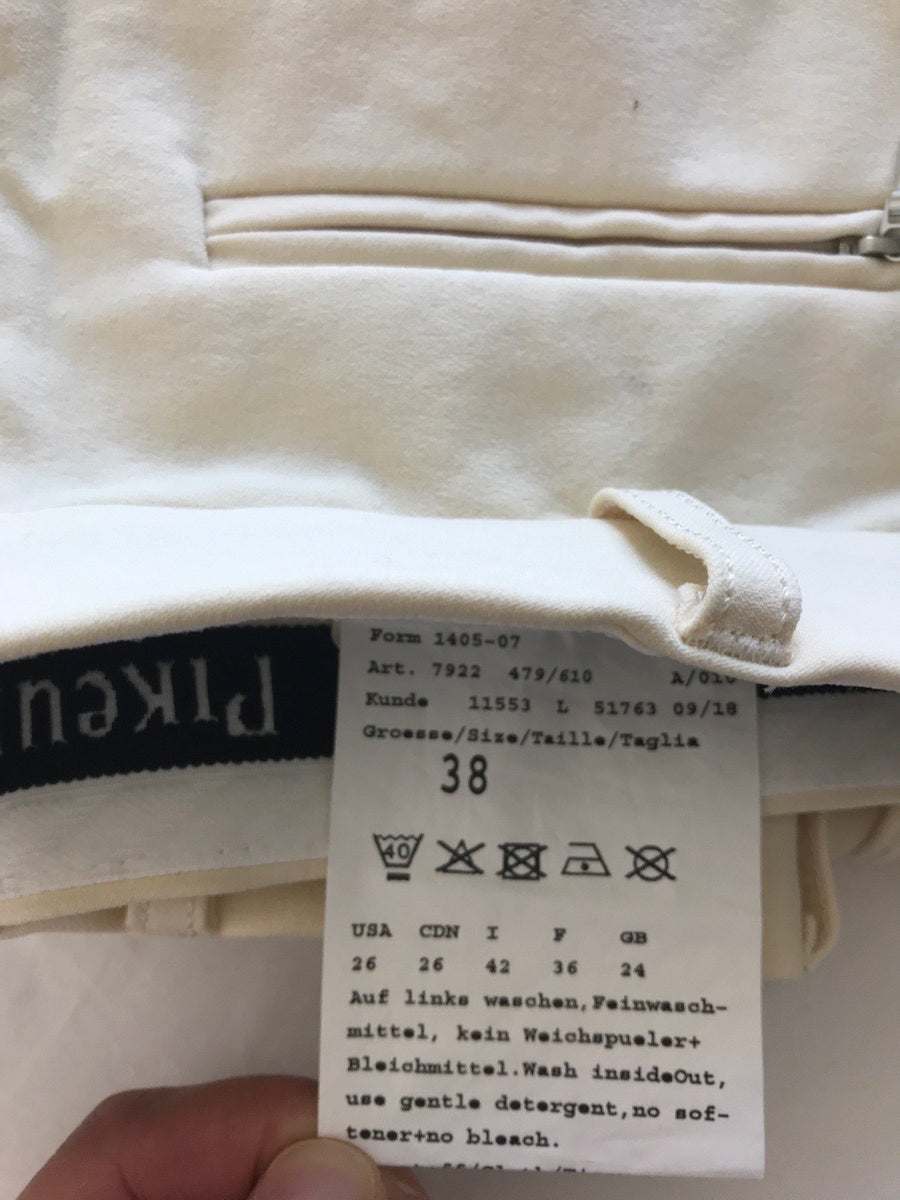 Pikeu
Form 1405-07
Art. 7922 479/610 A/010
Kunde 11553 L 51763 09/18
Groesse/Size/Taille/Taglia
38
40
USA CDN I F GB
26 26 42 36 24
Auf links waschen,Feinwasch-
mittel, kein Weichspueler+
Bleichmittel.Wash insideOut,
use gentle detergent,no sof-
tener+no bleach.